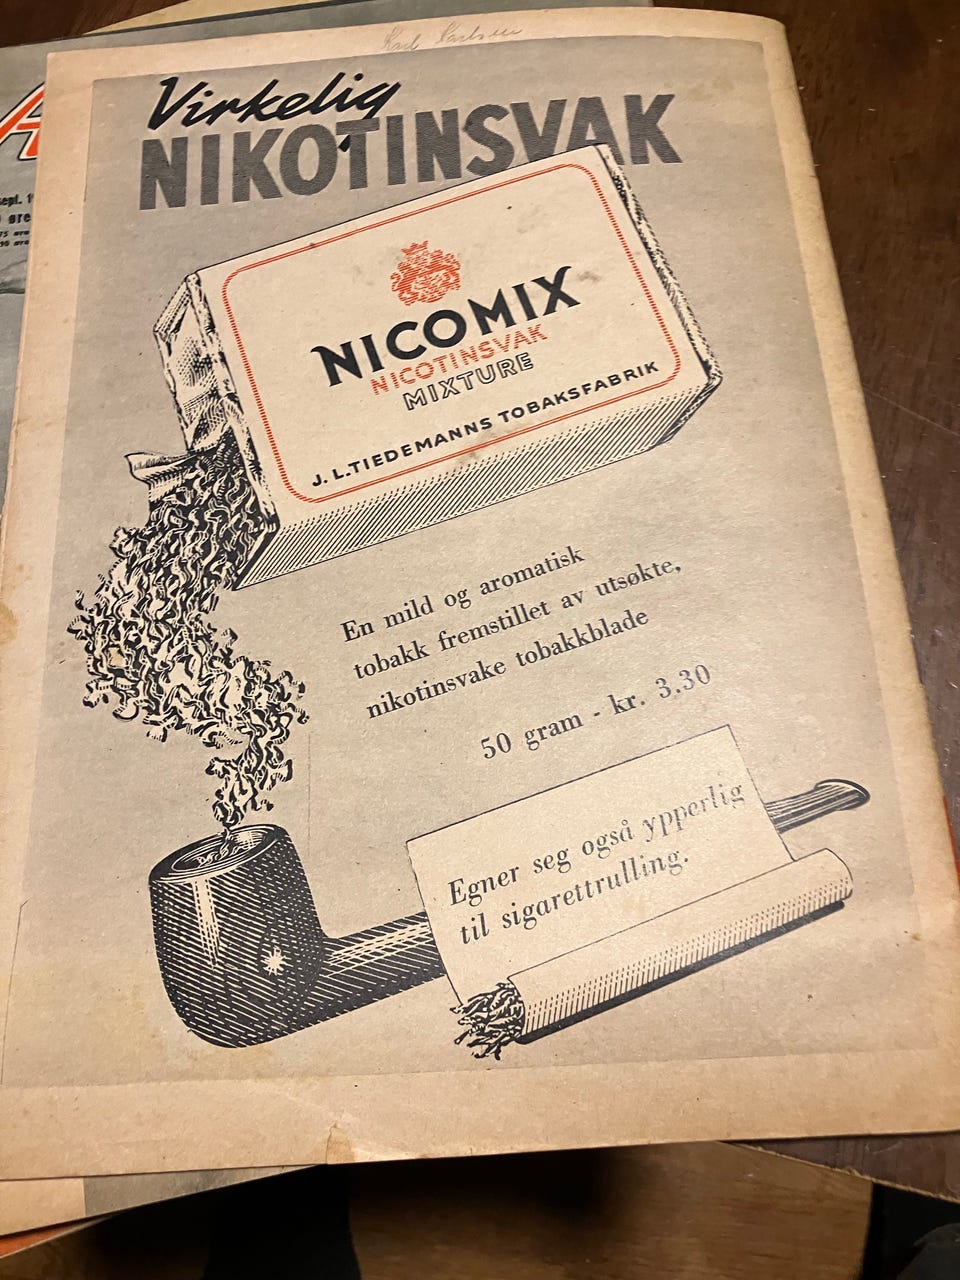 Virkelig
NIKOTINSVAK
NICOMIX
NICOTINSVAK
MIXTURE
J. L. TIEDEMANNS TOBAKSFABRIK
En mild og aromatisk
tobakk fremstillet av utsøkte,
nikotinsvake tobakkblade
50 gram - kr. 3.30
Egner seg også ypperlig
til sigarettrulling.